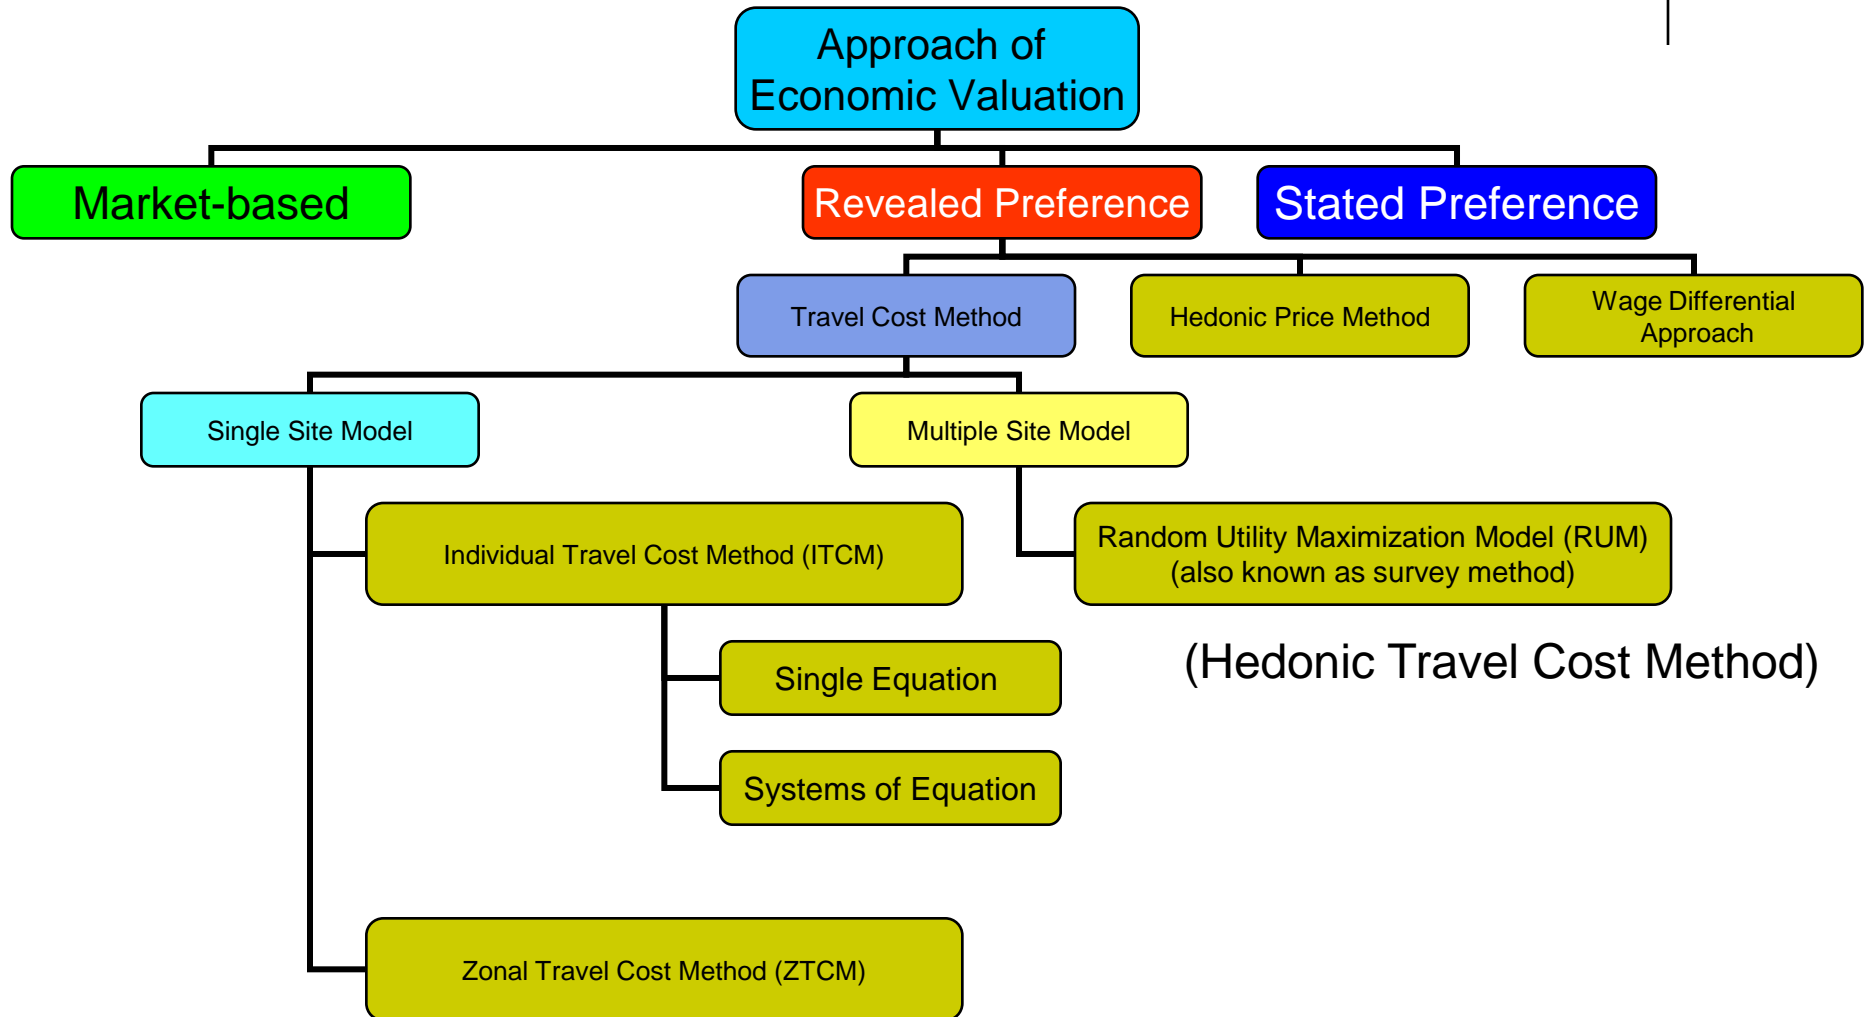 Approach of
Economic Valuation
Market-based
Revealed Preference
Stated Preference
Travel Cost Method
Hedonic Price Method
Wage Differential
Approach
Single Site Model
Multiple Site Model
Individual Travel Cost Method (ITCM)
Random Utility Maximization Model (RUM)
(also known as survey method)
(Hedonic Travel Cost Method)
Single Equation
Systems of Equation
Zonal Travel Cost Method (ZTCM)